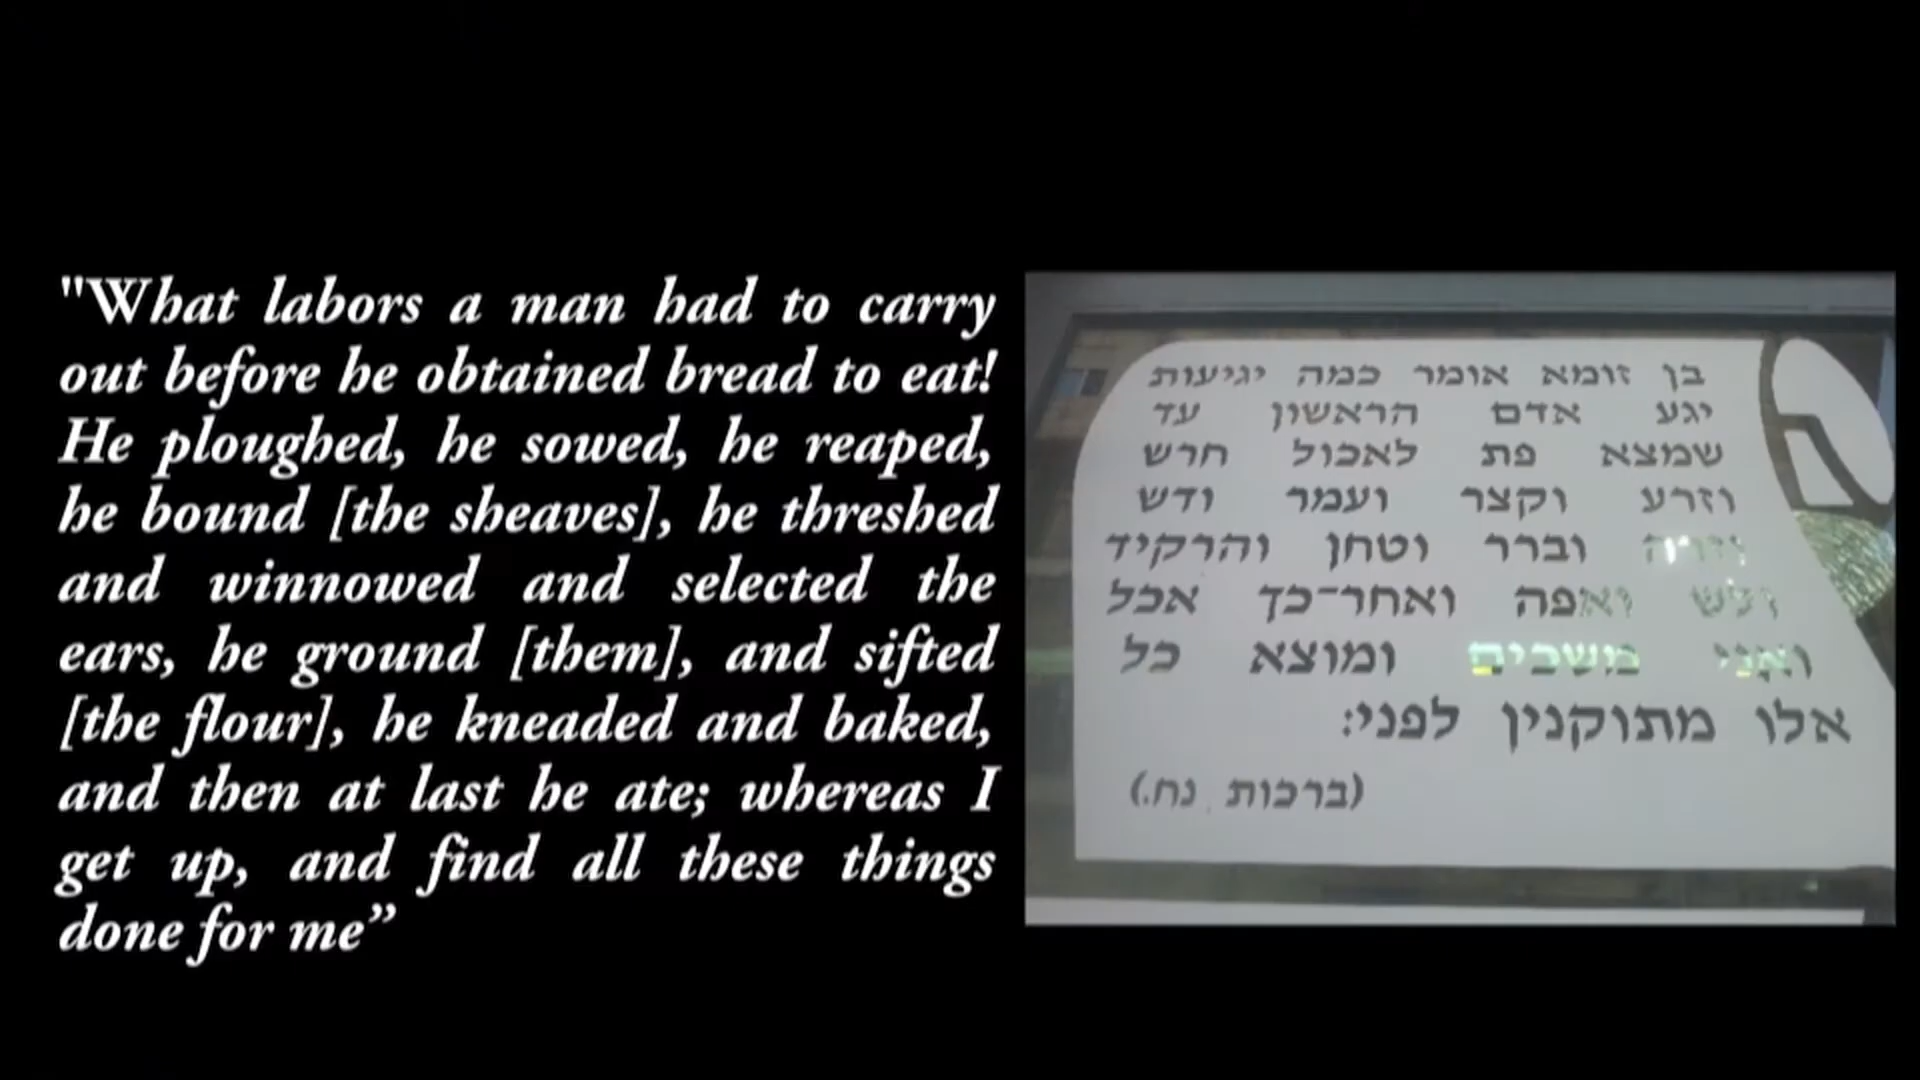 "What labors a man had to carry
out before he obtained bread to eat!
He ploughed, he sowed, he reaped,
he bound [the sheaves], he threshed
and winnowed and selected the
ears, he ground [them], and sifted
[the flour], he kneaded and baked,
and then at last he ate; whereas I
get up, and find all these things
done for me”
בן זומא אומר כמה יגיעות
יגע אדם הראשון עד
שמצא פת לאכול חרש
וזרע וקצר ועמר ודש
וזרה וברר וטחן והרקיד
ולש ואפה ואחר־כך אכל
ואני משכים ומוצא כל
אלו מתוקנין לפני:
(ברכות נח.)